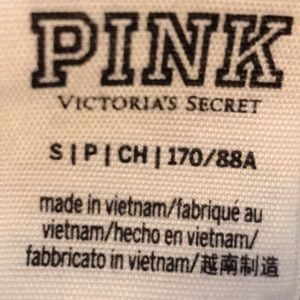 PINK
VICTORIA'S SECRET
S | P | CH | 170/88A
made in vietnam/fabriqué au
vietnam/hecho en vietnam/
fabbricato in vietnam/越南制造